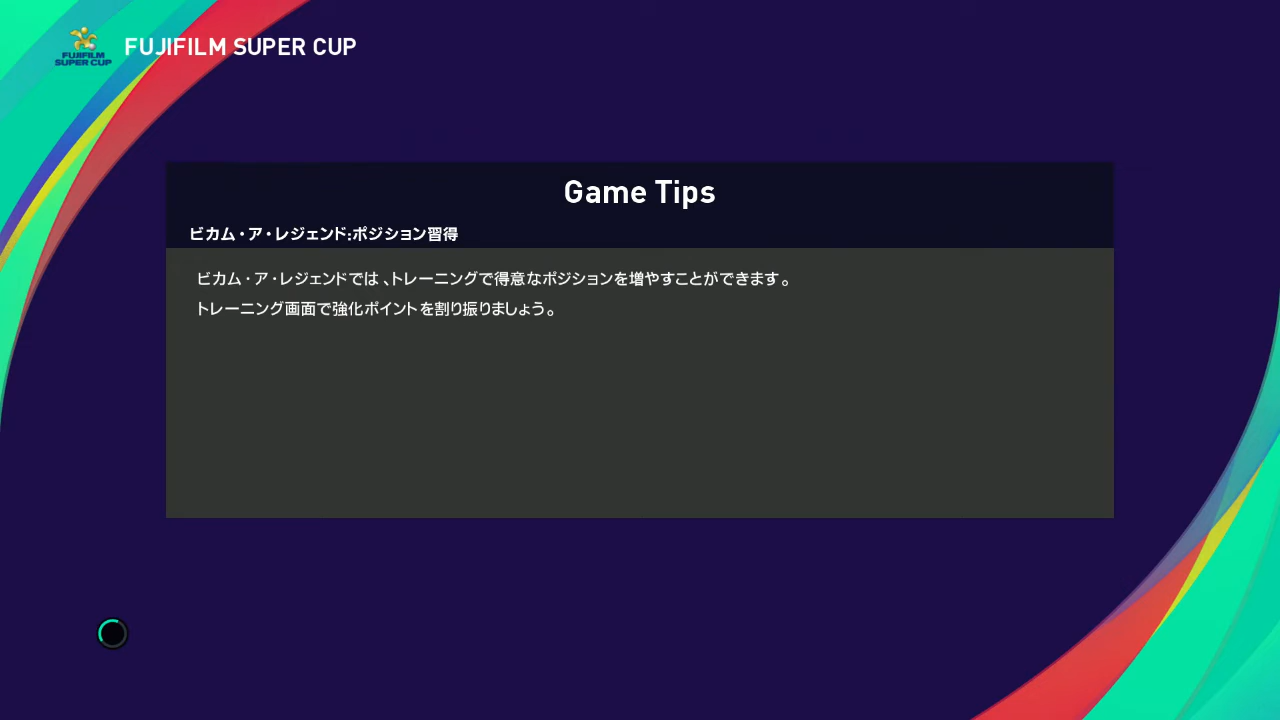 FUJIFILM
SUPER CUP
FUJIFILM SUPER CUP
Game Tips
ビカム・ア・レジェンド:ポジション習得
ビカム・ア・レジェンドでは、トレーニングで得意なポジションを増やすことができます。
トレーニング画面で強化ポイントを割り振りましょう。